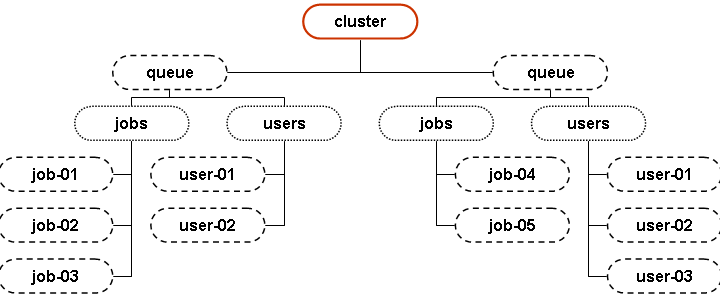 cluster
queue
queue
jobs
users
jobs
users
job-01
user-01
job-04
user-01
job-02
user-02
job-05
user-02
job-03
user-03